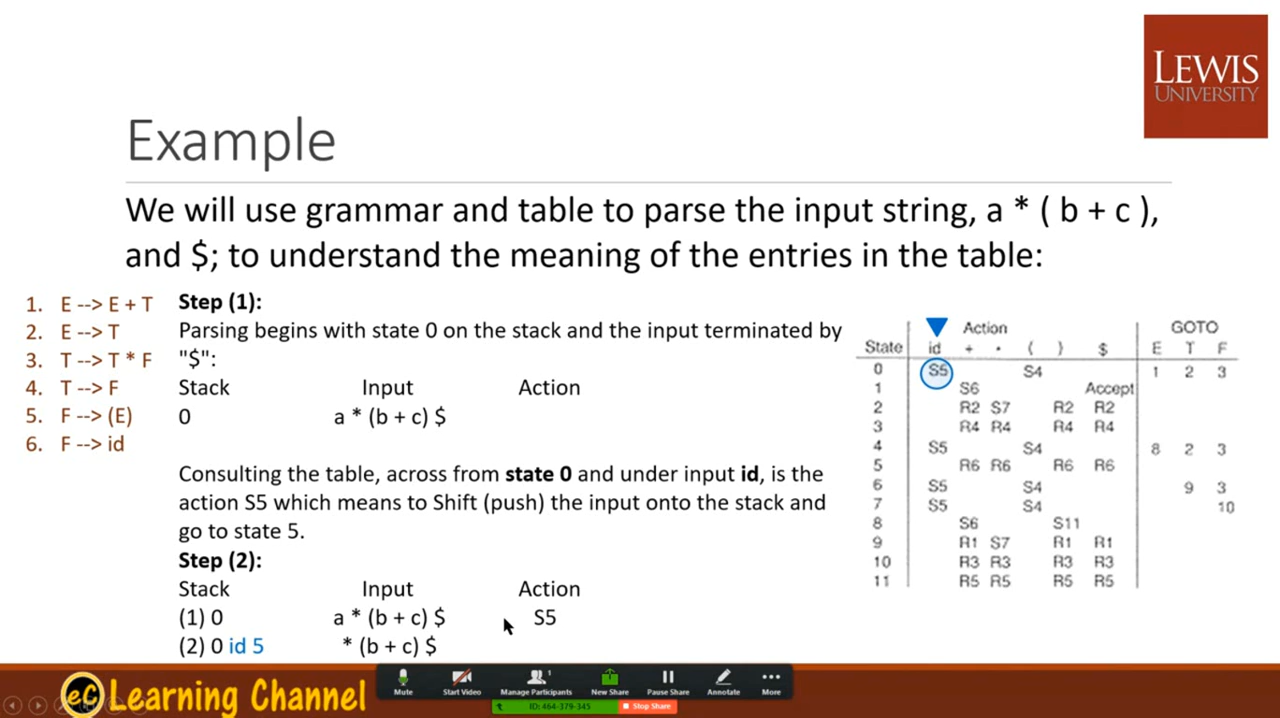 LEWIS
UNIVERSITY
Example
We will use grammar and table to parse the input string, a * ( b + c ),
and $; to understand the meaning of the entries in the table:
1. E --> E + T
2. E --> T
3. T --> T * F
4. T --> F
5. F --> (E)
6. F --> id
Step (1):
Parsing begins with state 0 on the stack and the input terminated by
"$":
Stack Input Action
0 a * (b + c) $
Consulting the table, across from state 0 and under input id, is the
action S5 which means to Shift (push) the input onto the stack and
go to state 5.
Step (2):
Stack Input Action
(1) 0 a * (b + c) $ S5
(2) 0 id 5 * (b + c) $
Action GOTO
State id + * ( ) $ E T F
0 S5 S4 1 2 3
1 S6 Accept
2 R2 S7 R2 R2
3 R4 R4 R4 R4
4 S5 S4 8 2 3
5 R6 R6 R6 R6
6 S5 S4 9 3
7 S5 S4 10
8 S6 S11
9 R1 S7 R1 R1
10 R3 R3 R3 R3
11 R5 R5 R5 R5
eC Learning Channel
Mute Start Video 1 Manage Participants New Share Pause Share Annotate More
ID: 464-379-345 Stop Share